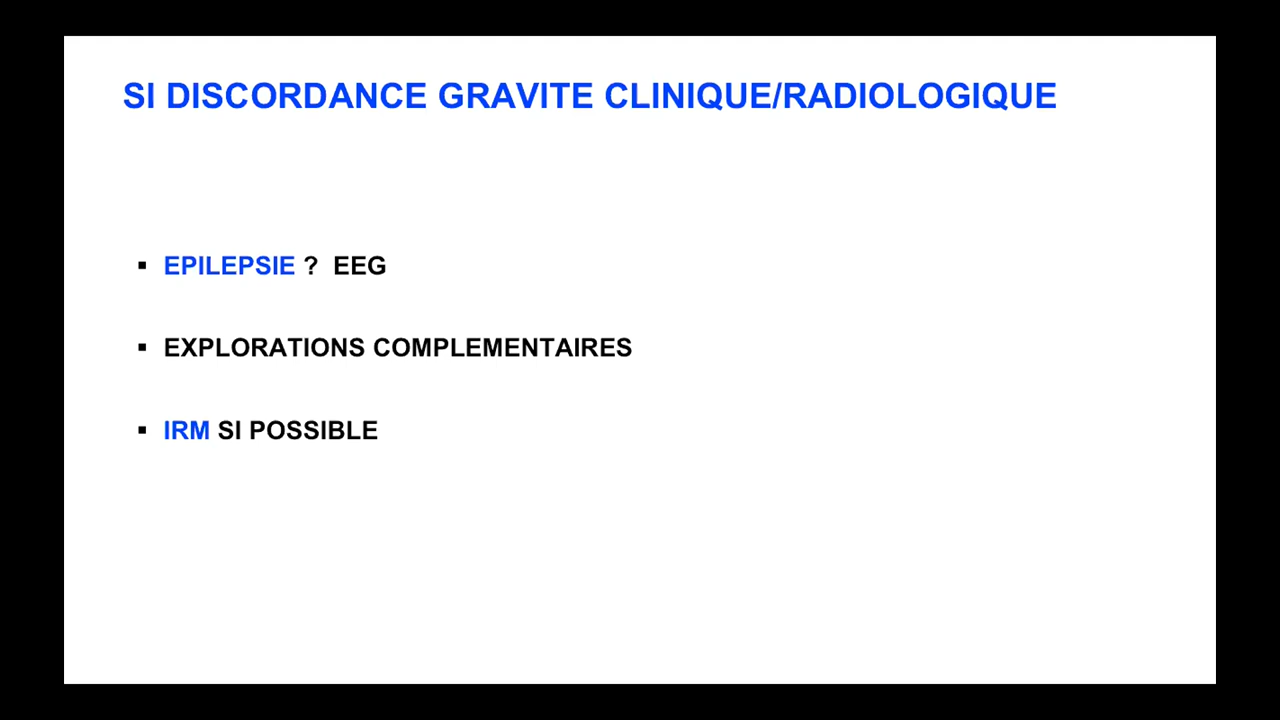 SI DISCORDANCE GRAVITE CLINIQUE/RADIOLOGIQUE
▪ EPILEPSIE ? EEG
▪ EXPLORATIONS COMPLEMENTAIRES
▪ IRM SI POSSIBLE